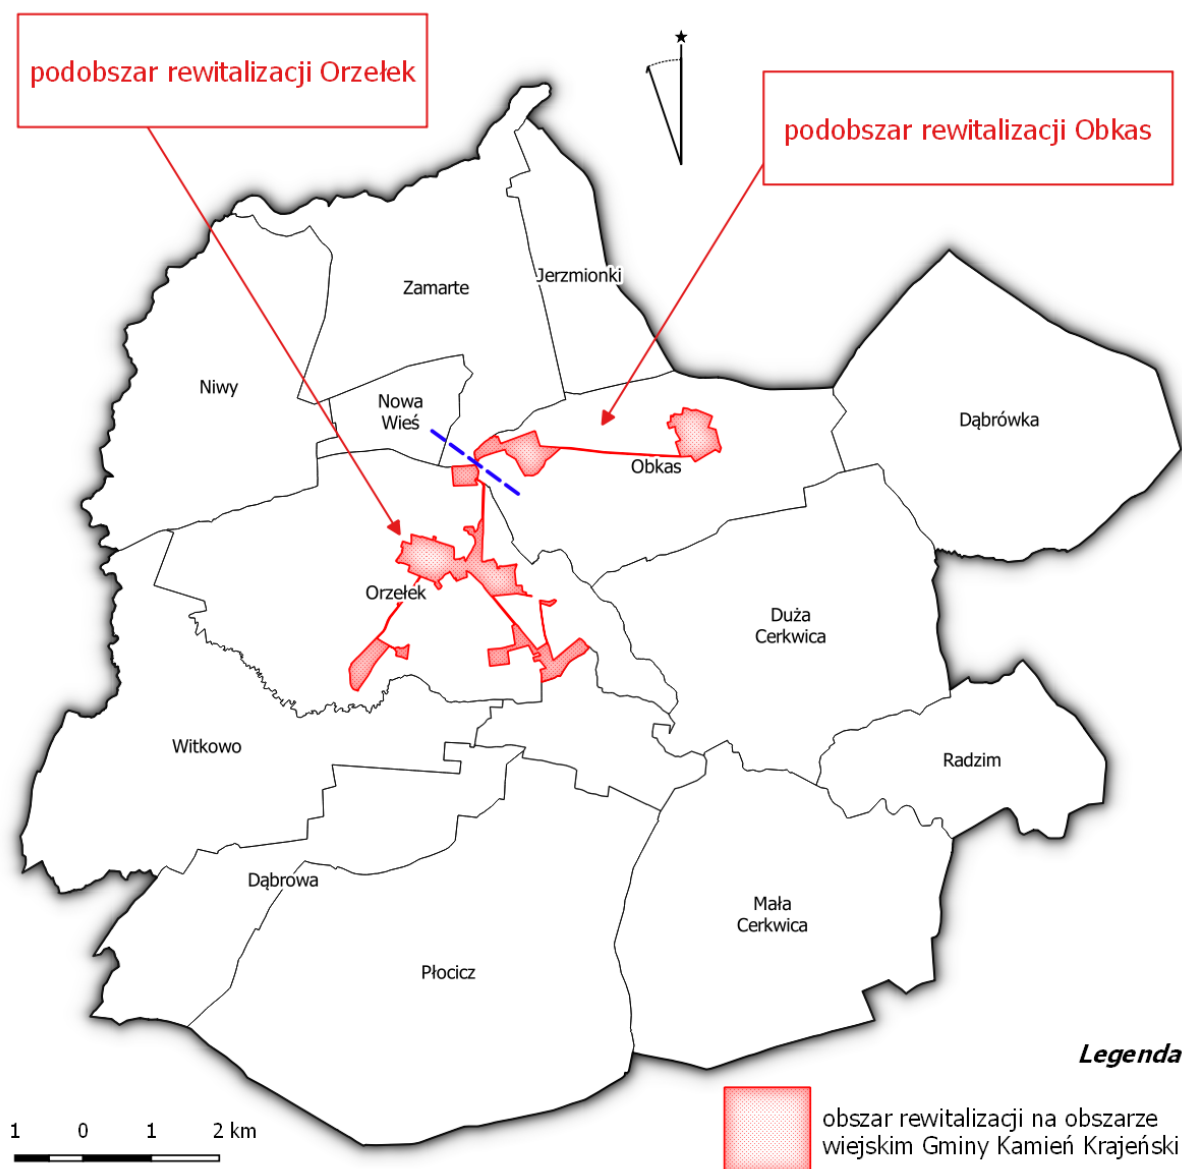 podobszar rewitalizacji Orzełek
podobszar rewitalizacji Obkas
Jerzmionki
Zamarte
Niwy
Nowa
Wieś
Dąbrówka
Obkas
Orzełek
Duża
Cerkwica
Witkowo
Radzim
Dąbrowa
Mała
Cerkwica
Płocicz
Legenda
obszar rewitalizacji na obszarze
wiejskim Gminy Kamień Krajeński
1 0 1 2 km